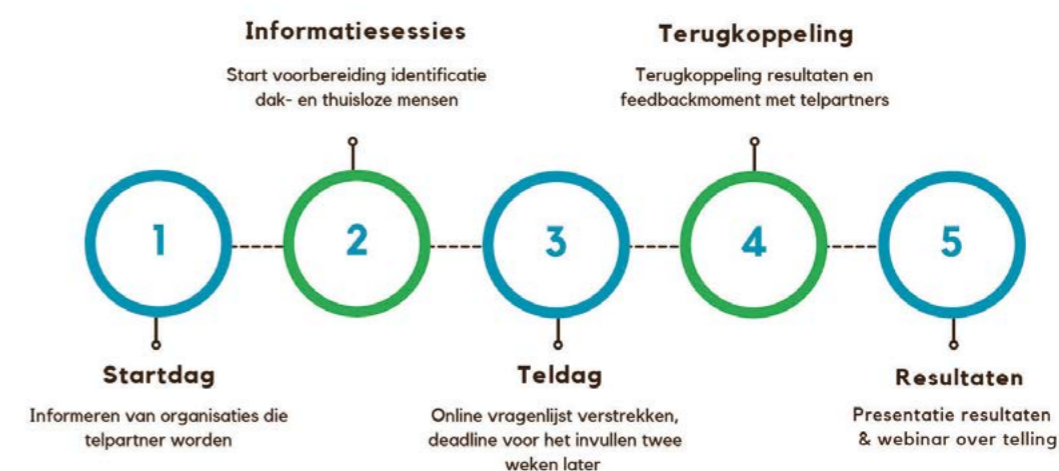 Informatiesessies
Start voorbereiding identificatie
dak- en thuisloze mensen
Terugkoppeling
Terugkoppeling resultaten en
feedbackmoment met telpartners
1
2
3
4
5
Startdag
Informeren van organisaties die
telpartner worden
Teldag
Online vragenlijst verstrekken,
deadline voor het invullen twee
weken later
Resultaten
Presentatie resultaten
& webinar over telling